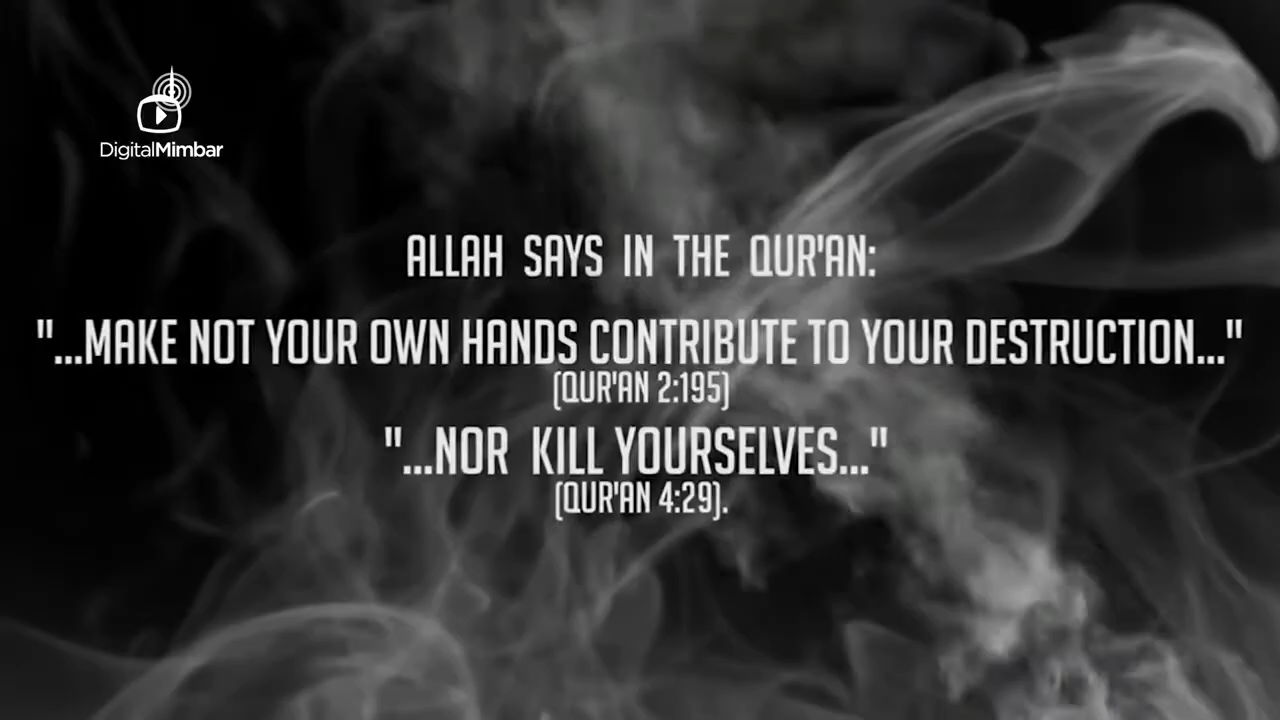 DigitalMimbar
ALLAH SAYS IN THE QUR'AN:
"...MAKE NOT YOUR OWN HANDS CONTRIBUTE TO YOUR DESTRUCTION..."
(QUR'AN 2:195)
"...NOR KILL YOURSELVES..."
(QUR'AN 4:29).